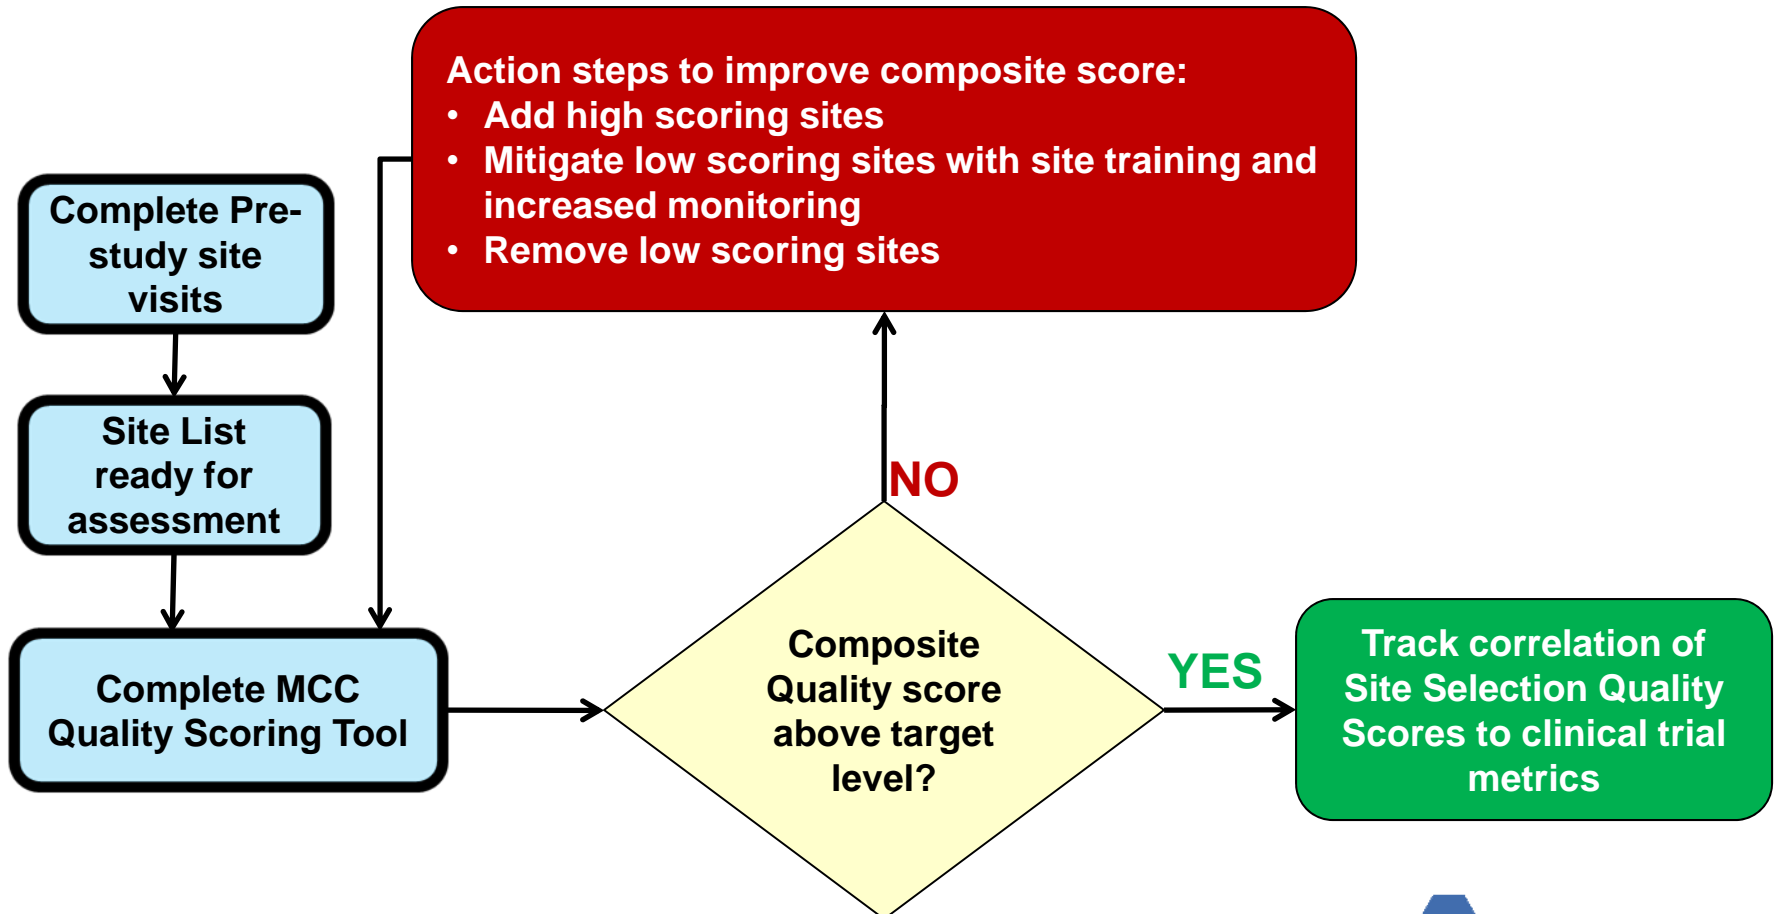 Action steps to improve composite score:
• Add high scoring sites
• Mitigate low scoring sites with site training and
increased monitoring
• Remove low scoring sites
Complete Pre-
study site
visits
Site List
ready for
assessment
Complete MCC
Quality Scoring Tool
NO
Composite
Quality score
above target
level?
YES
Track correlation of
Site Selection Quality
Scores to clinical trial
metrics